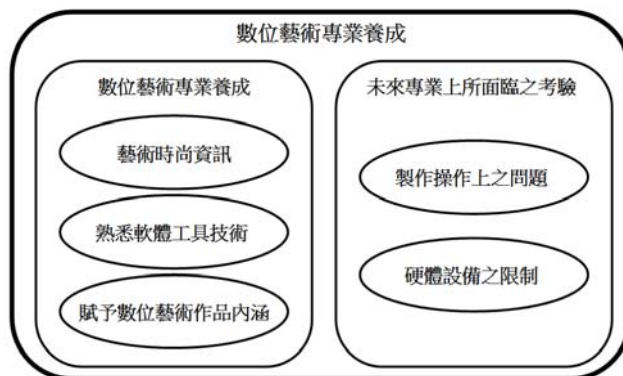 數位藝術專業養成
數位藝術專業養成
藝術時尚資訊
熟悉軟體工具技術
賦予數位藝術作品內涵
未來專業上所面臨之考驗
製作操作上之問題
硬體設備之限制